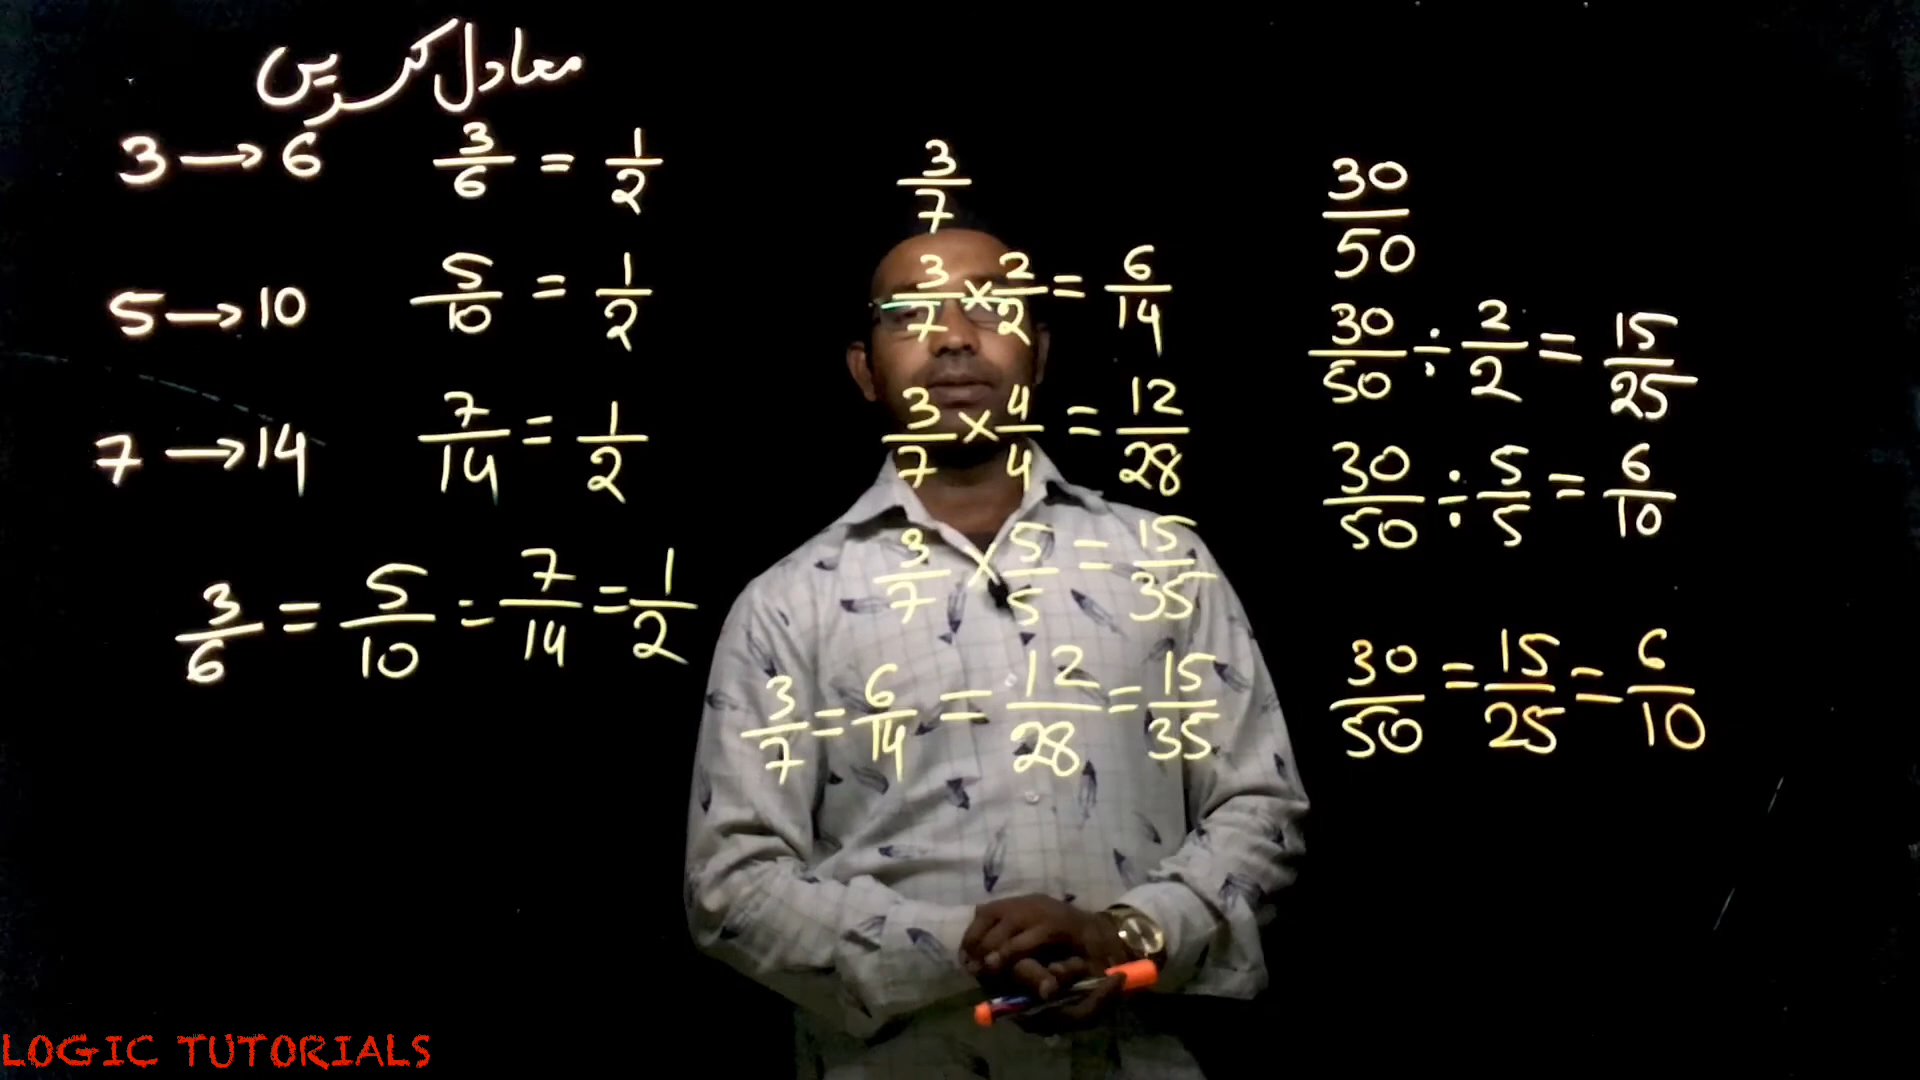 معادل کسریں
3 → 6 3/6 = 1/2
5 → 10 5/10 = 1/2
7 → 14 7/14 = 1/2
3/6 = 5/10 = 7/14 = 1/2
3/7
3/7 × 2/2 = 6/14
3/7 × 4/4 = 12/28
3/7 × 5/5 = 15/35
3/7 = 6/14 = 12/28 = 15/35
30/50
30/50 ÷ 2/2 = 15/25
30/50 ÷ 5/5 = 6/10
30/50 = 15/25 = 6/10
LOGIC TUTORIALS